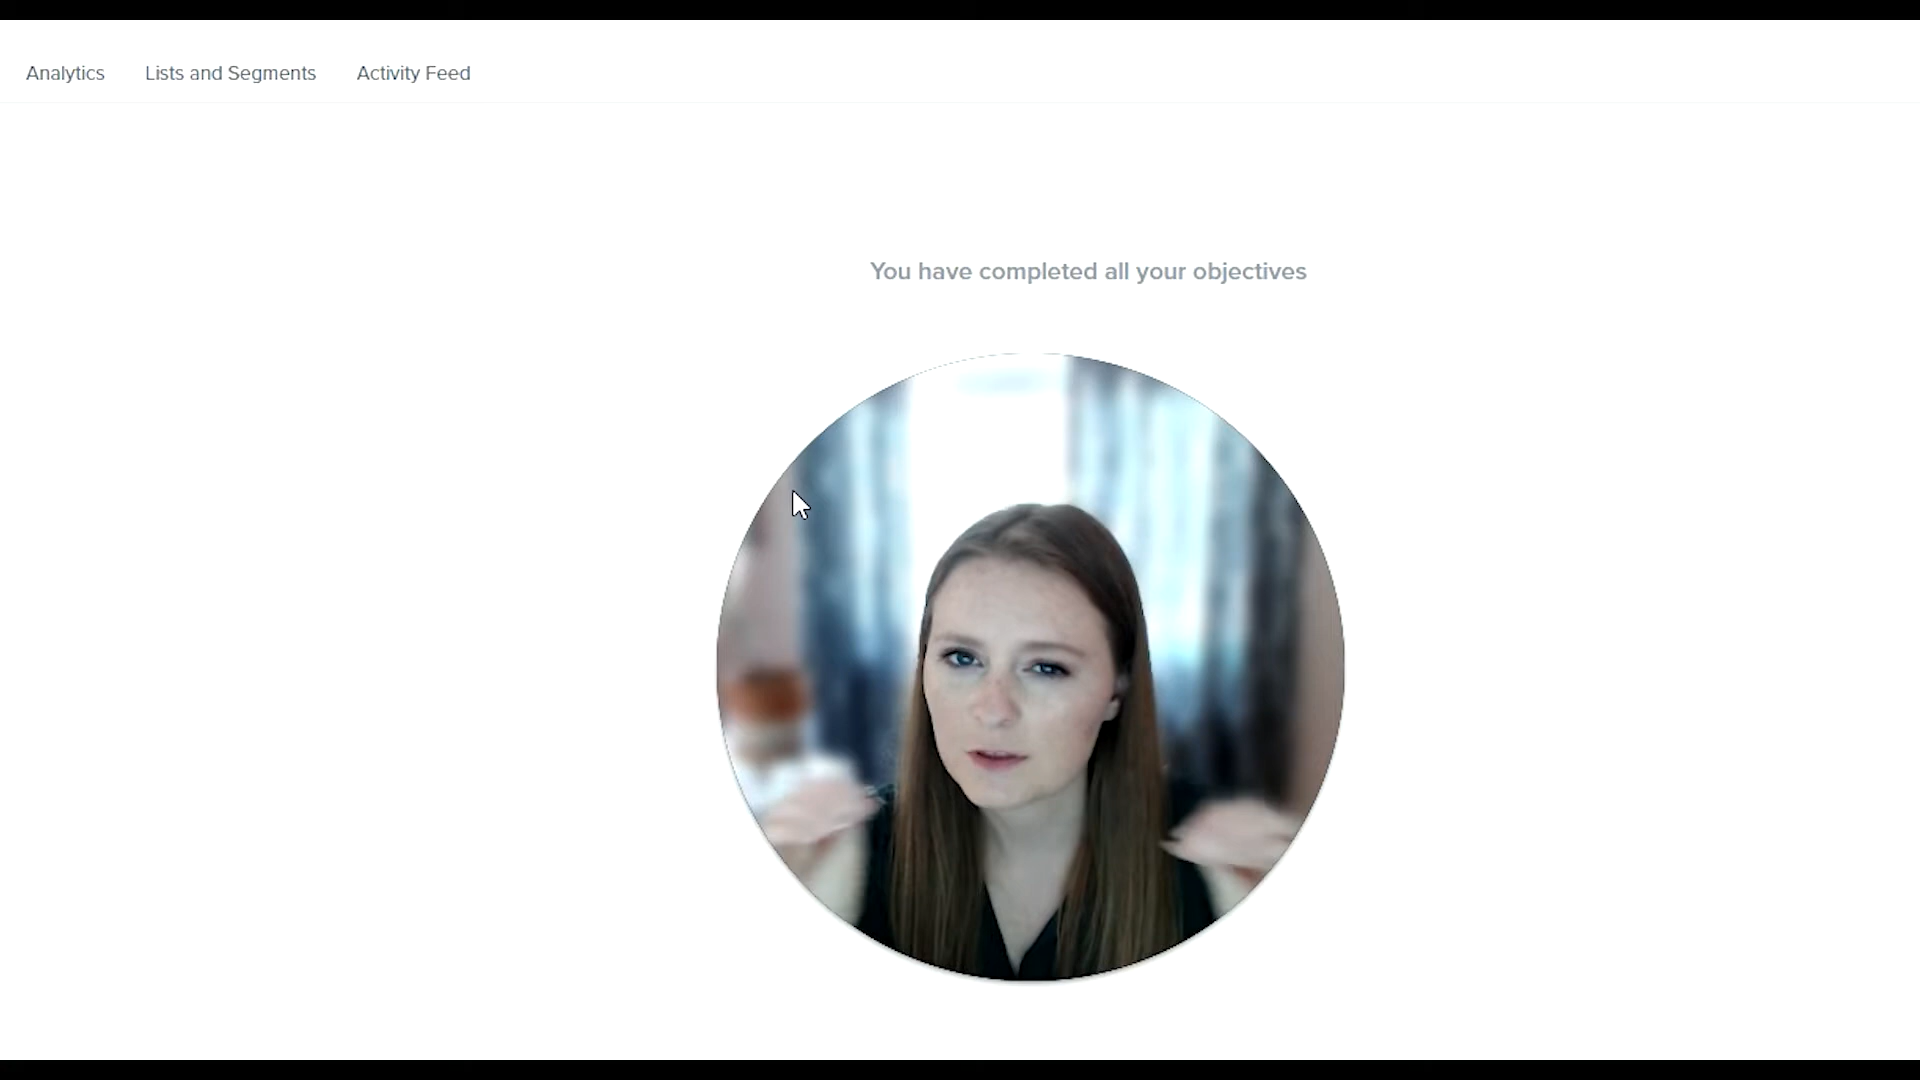 Analytics Lists and Segments Activity Feed
You have completed all your objectives